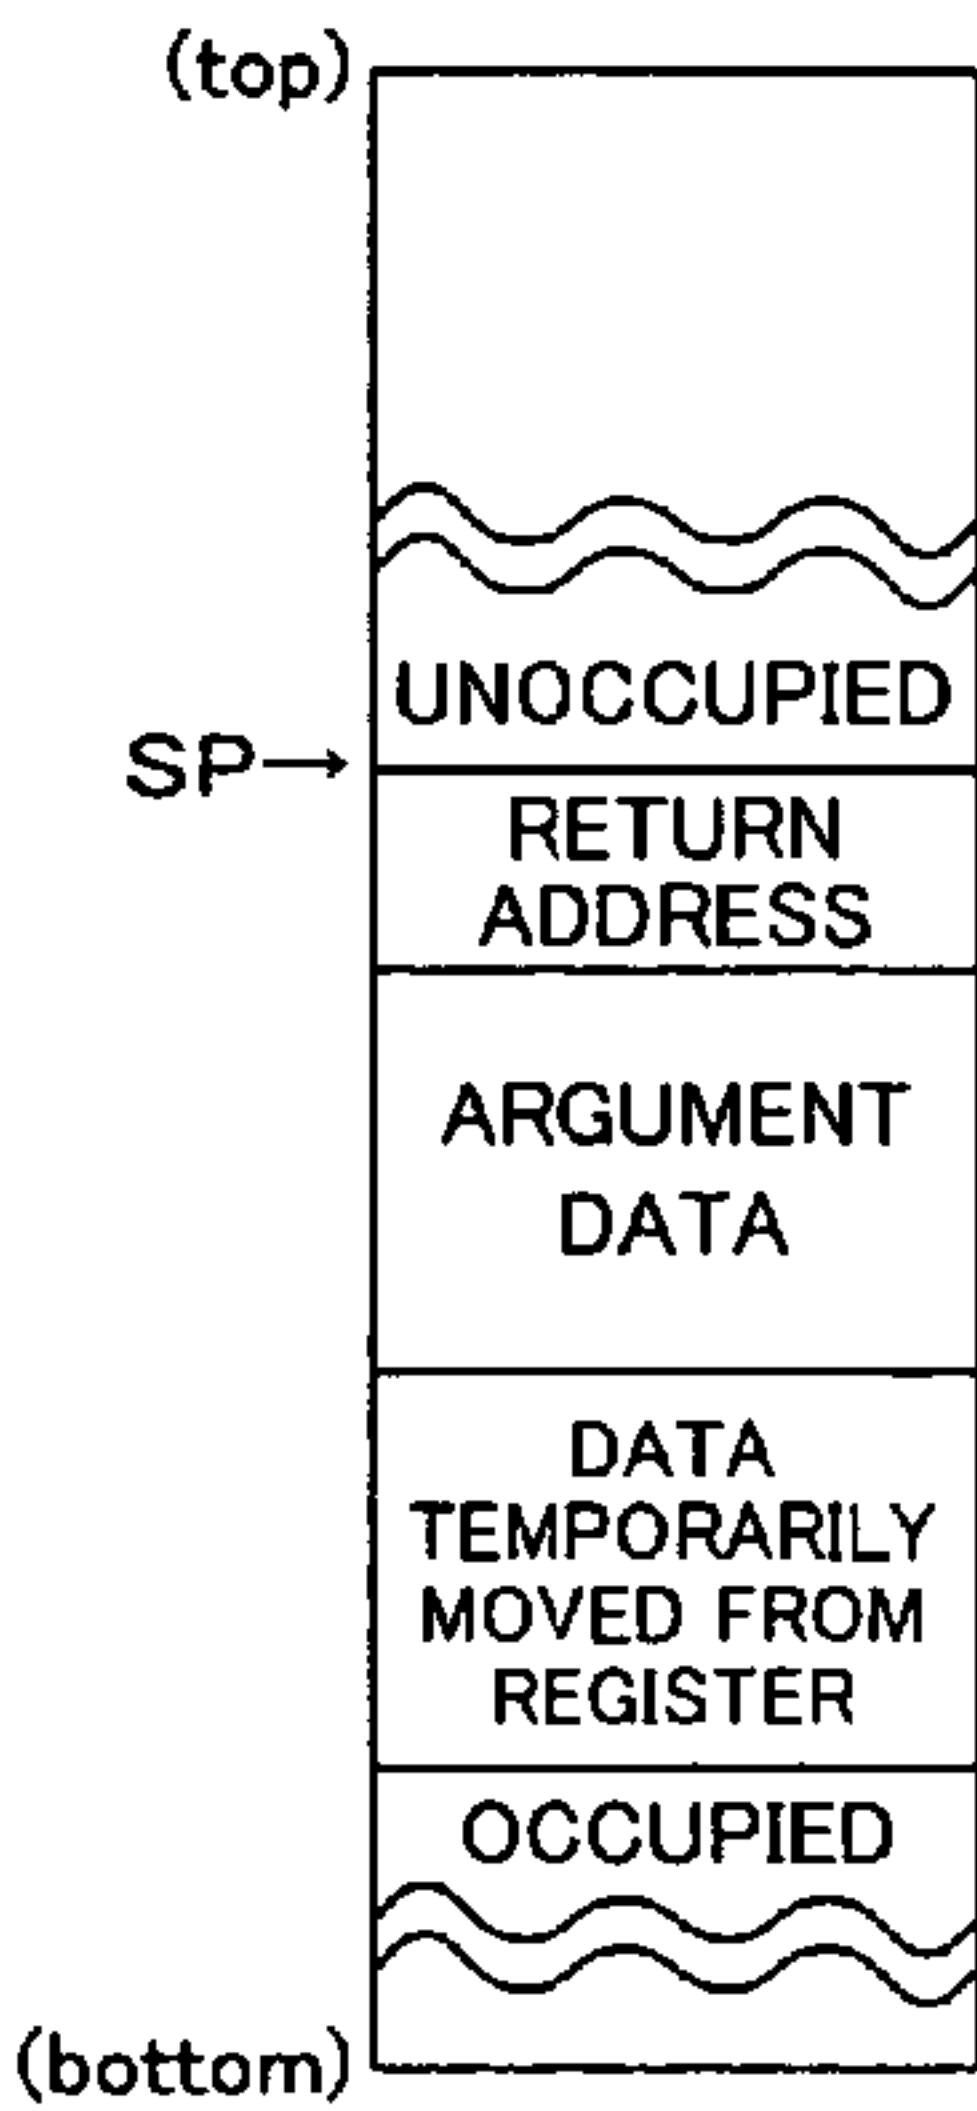 (top)
UNOCCUPIED
SP→
RETURN
ADDRESS
ARGUMENT
DATA
DATA
TEMPORARILY
MOVED FROM
REGISTER
OCCUPIED
(bottom)